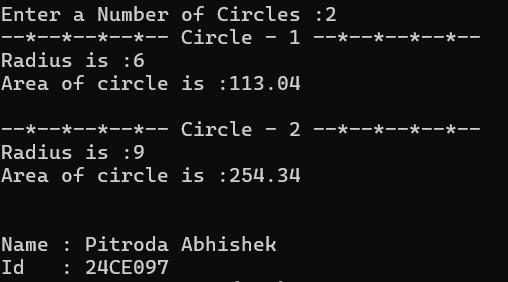 Enter a Number of Circles :2
--*--*--*--*-- Circle - 1 --*--*--*--*--
Radius is :6
Area of circle is :113.04
--*--*--*--*-- Circle - 2 --*--*--*--*--
Radius is :9
Area of circle is :254.34
Name : Pitroda Abhishek
Id   : 24CE097